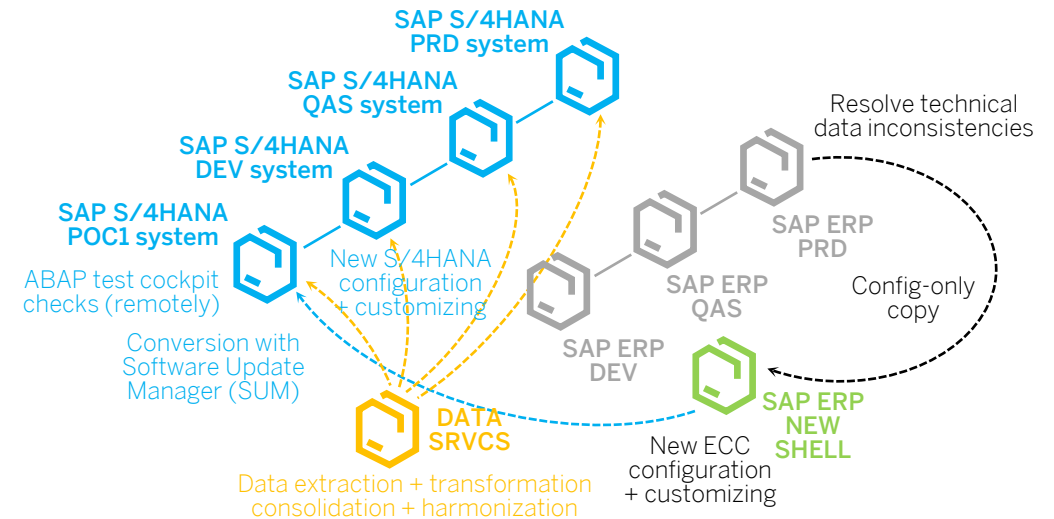 SAP S/4HANA
PRD system
SAP S/4HANA
QAS system
SAP S/4HANA
DEV system
SAP S/4HANA
POC1 system
ABAP test cockpit
checks (remotely)
Conversion with
Software Update
Manager (SUM)
New S/4HANA
configuration
+ customizing
Resolve technical
data inconsistencies
SAP ERP
PRD
SAP ERP
QAS
SAP ERP
DEV
Config-only
copy
SAP ERP
NEW
SHELL
New ECC
configuration
+ customizing
DATA
SRVCS
Data extraction + transformation
consolidation + harmonization